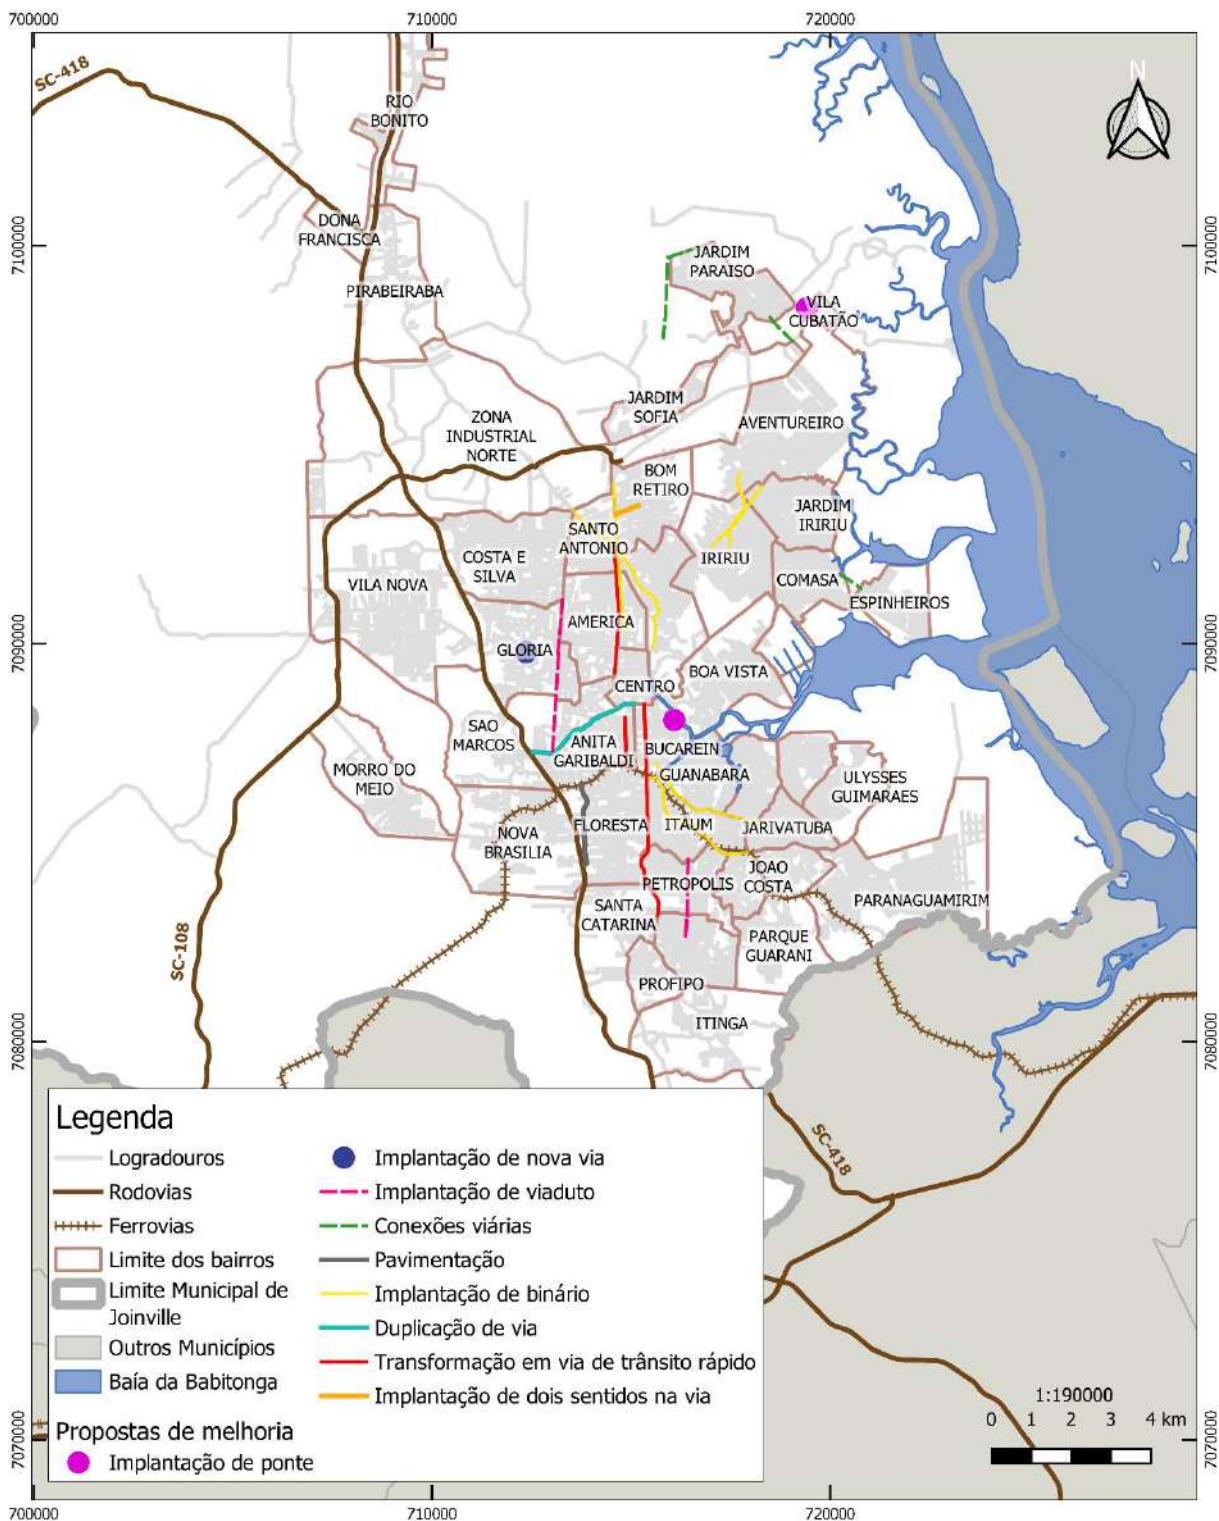 700000
710000
720000
N
SC-418
RIO
BONITO
7100000
7100000
DONA
FRANCISCA
JARDIM
PARAISO
PIRABEIRABA
VILA
CUBATÃO
JARDIM
SOFIA
ZONA
INDUSTRIAL
NORTE
AVENTUREIRO
BOM
RETIRO
JARDIM
IRIRIU
SANTO
ANTONIO
COSTA E
SILVA
IRIRIU
VILA NOVA
COMASA
ESPINHEIROS
AMERICA
7090000
7090000
GLORIA
BOA VISTA
CENTRO
SAO
MARCOS
ANITA
GARIBALDI
BUCAREIN
MORRO DO
MEIO
GUANABARA
ULYSSES
GUIMARAES
FLORESTA
ITAUM
JARIVATUBA
NOVA
BRASILIA
JOAO
COSTA
PETROPOLIS
PARANAGUAMIRIM
SANTA
CATARINA
SC-108
PARQUE
GUARANI
PROFIPO
ITINGA
7080000
7080000
SC-418
Legenda
Logradouros
Rodovias
Ferrovias
Limite dos bairros
Limite Municipal de
Joinville
Outros Municípios
Baía da Babitonga
Propostas de melhoria
Implantação de ponte
Implantação de nova via
Implantação de viaduto
Conexões viárias
Pavimentação
Implantação de binário
Duplicação de via
Transformação em via de trânsito rápido
Implantação de dois sentidos na via
1:190000
0 1 2 3 4 km
7070000
7070000
700000
710000
720000